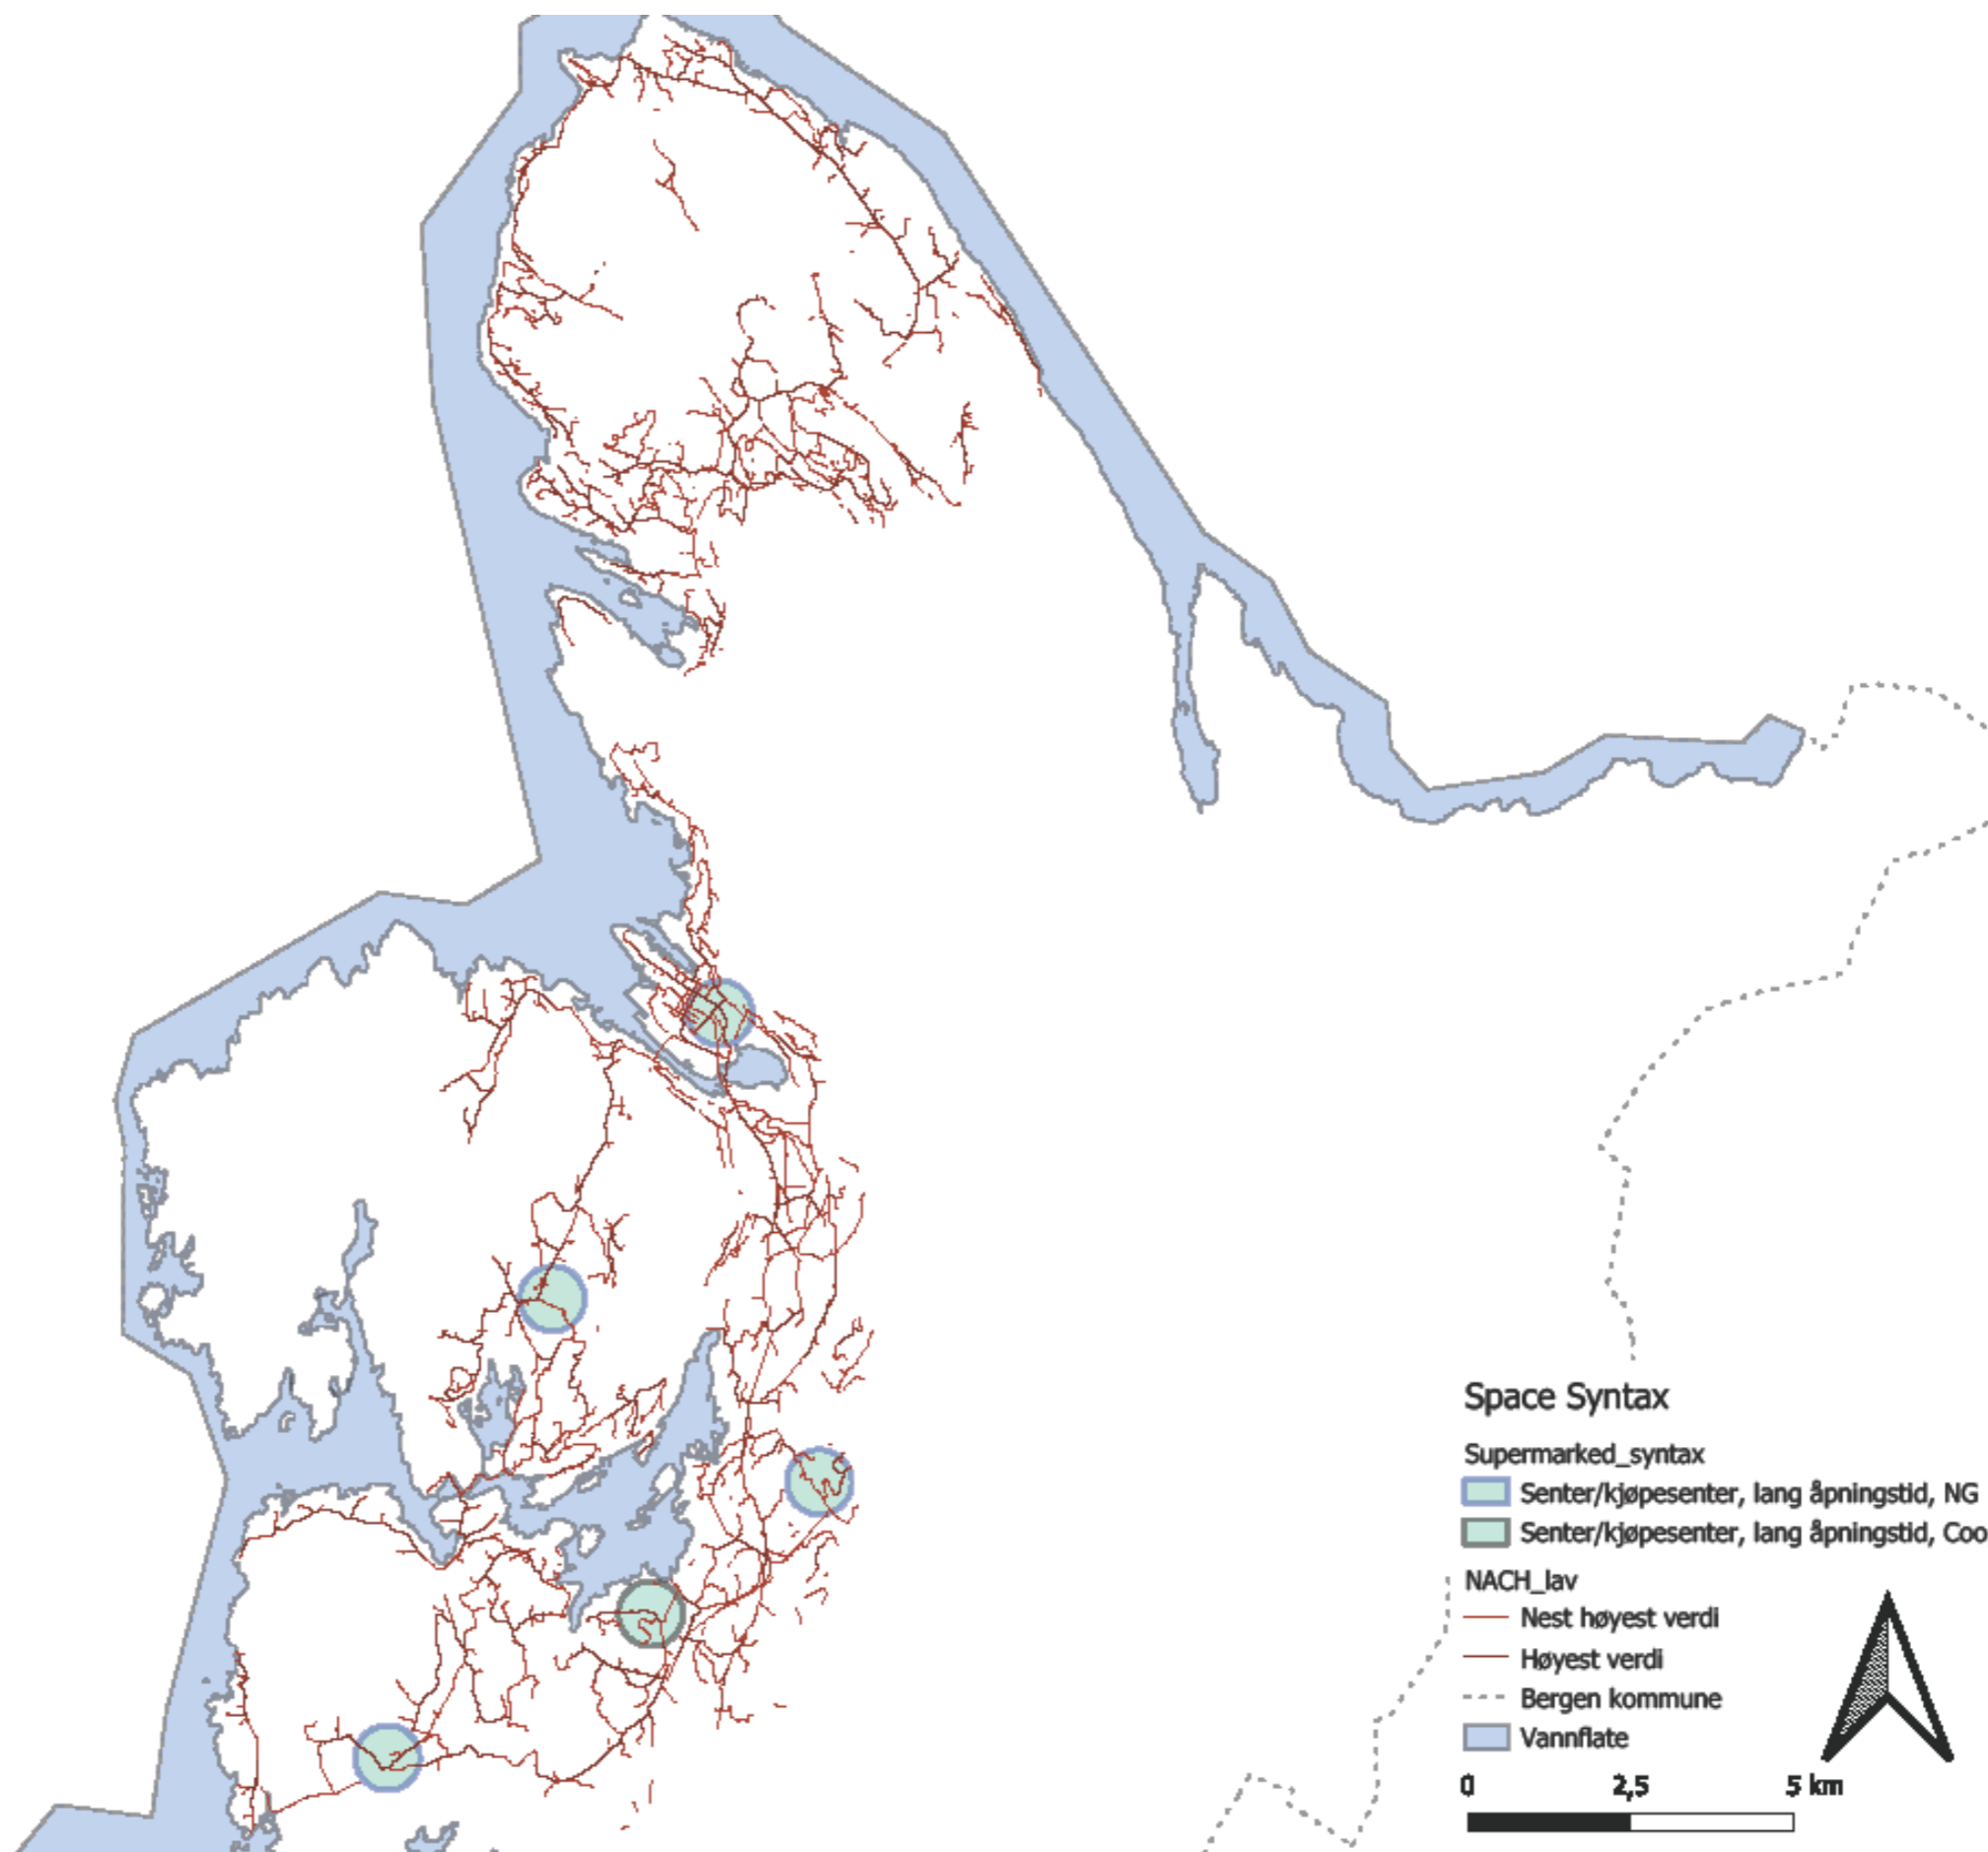 Space Syntax
Supermarked_syntax
Senter/kjøpesenter, lang åpningstid, NG
Senter/kjøpesenter, lang åpningstid, Coo
NACH_lav
Nest høyest verdi
Høyest verdi
Bergen kommune
Vannflate
0 2,5 5 km